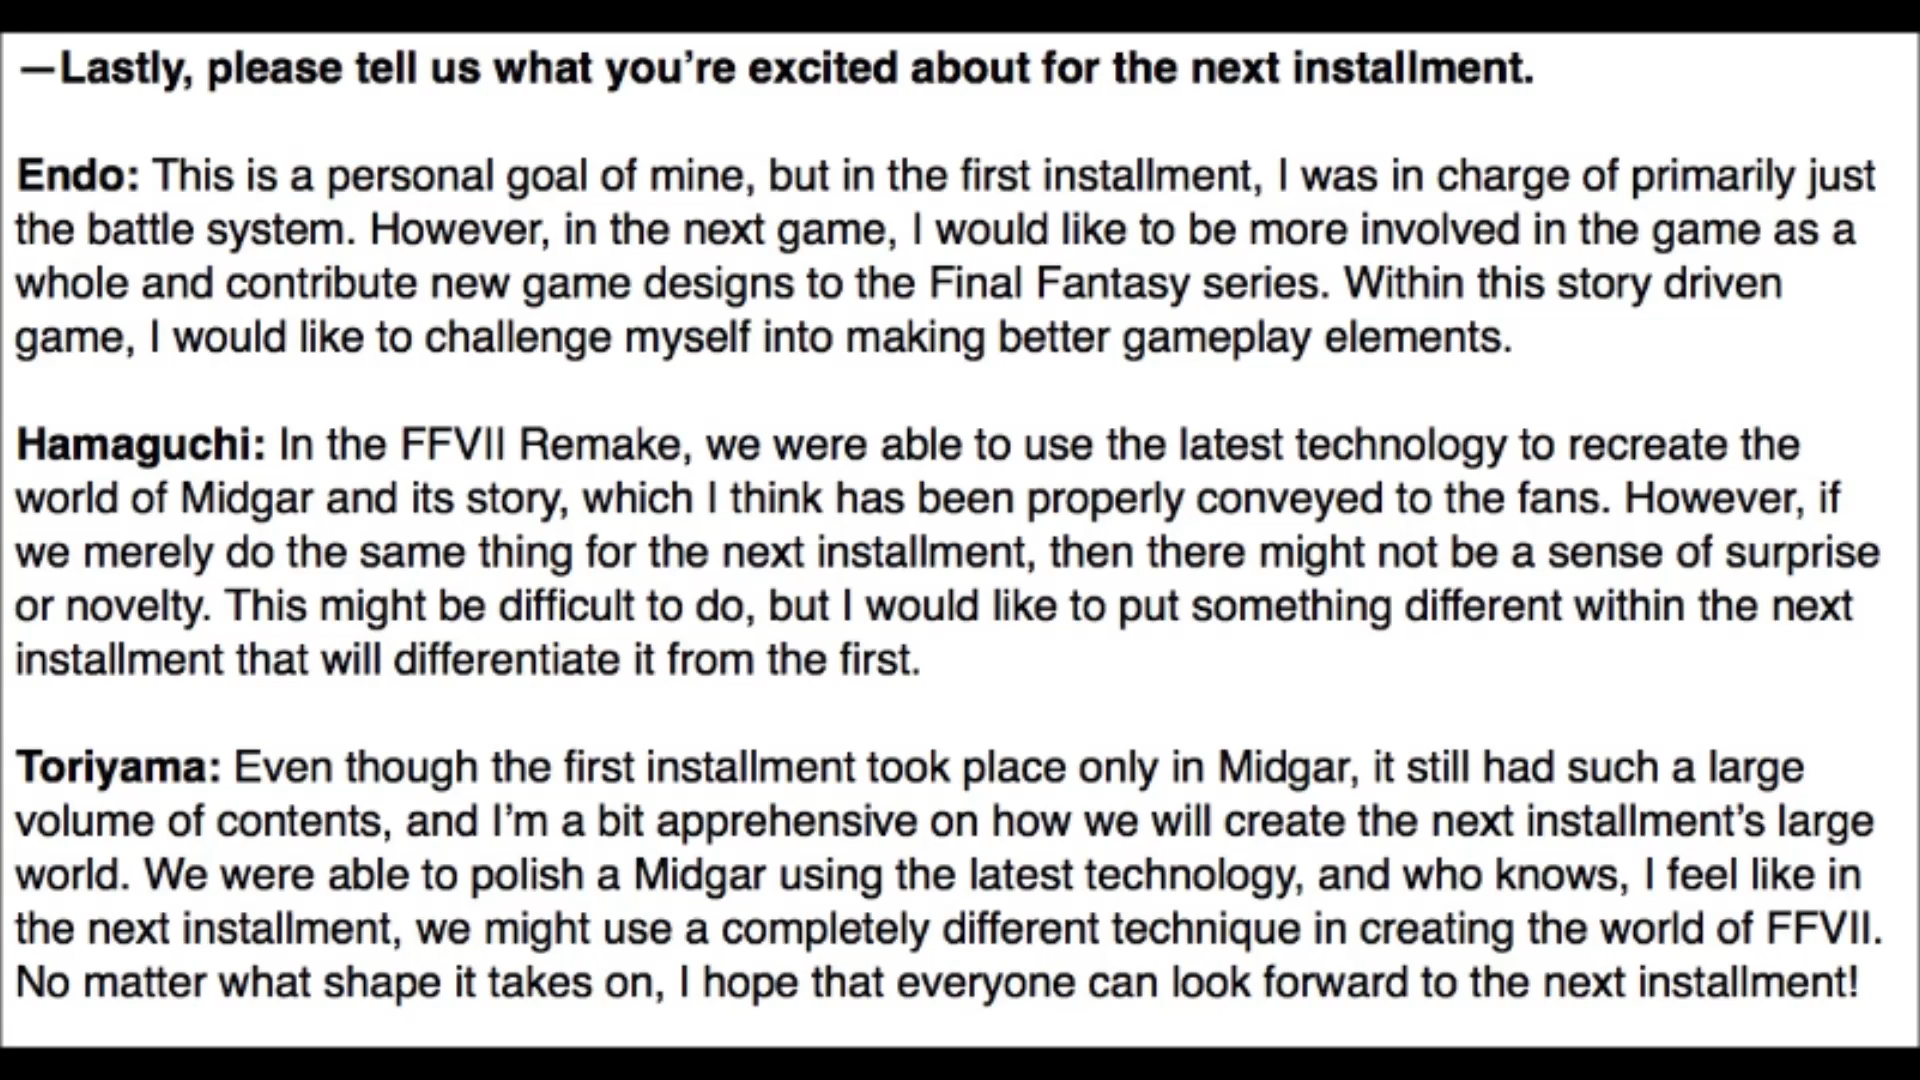 —Lastly, please tell us what you’re excited about for the next installment.
Endo: This is a personal goal of mine, but in the first installment, I was in charge of primarily just
the battle system. However, in the next game, I would like to be more involved in the game as a
whole and contribute new game designs to the Final Fantasy series. Within this story driven
game, I would like to challenge myself into making better gameplay elements.
Hamaguchi: In the FFVII Remake, we were able to use the latest technology to recreate the
world of Midgar and its story, which I think has been properly conveyed to the fans. However, if
we merely do the same thing for the next installment, then there might not be a sense of surprise
or novelty. This might be difficult to do, but I would like to put something different within the next
installment that will differentiate it from the first.
Toriyama: Even though the first installment took place only in Midgar, it still had such a large
volume of contents, and I’m a bit apprehensive on how we will create the next installment’s large
world. We were able to polish a Midgar using the latest technology, and who knows, I feel like in
the next installment, we might use a completely different technique in creating the world of FFVII.
No matter what shape it takes on, I hope that everyone can look forward to the next installment!